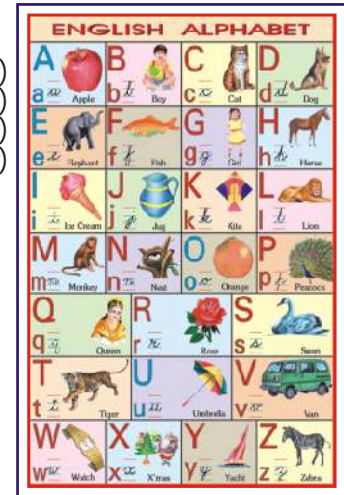 ENGLISH ALPHABET
A B C D
a a Apple b b Boy c c Cat d d Dog
E F G H
e e Elephant f f Fish g g Girl h h Horse
I J K L
i i Ice Cream j j Jug k k Kite l l Lion
M N O P
m m Monkey n n Nest o o Orange p p Peacock
Q R S
q q Queen r r Rose s s Swan
T U V
t t Tiger u u Umbrella v v Van
W X Y Z
w w Watch x x X'mas y y Yacht z z Zebra